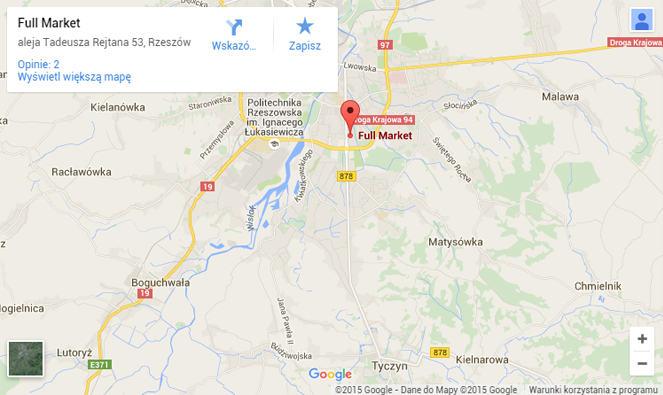 Full Market
aleja Tadeusza Rejtana 53, Rzeszów
Opinie: 2
Wyświetl większą mapę
Wskazó...
Zapisz
97
Droga Krajowa
Lwowska
Staroniwska
Politechnika
Rzeszowska
im. Ignacego
Łukasiewicza
Kielanówka
Malawa
Słocińska
Droga Krajowa 94
Full Market
Przemysłowa
Kwiatkowskiego
Świętego Rocha
Racławówka
19
878
Wisłok
Matysówka
Boguchwała
19
Chmielnik
Nogielnica
Jana Pawła II
Lutoryż
E371
Budziwojska
878
Tyczyn
Kielnarowa
+
−
Google
©2015 Google - Dane do Mapy ©2015 Google
Warunki korzystania z programu